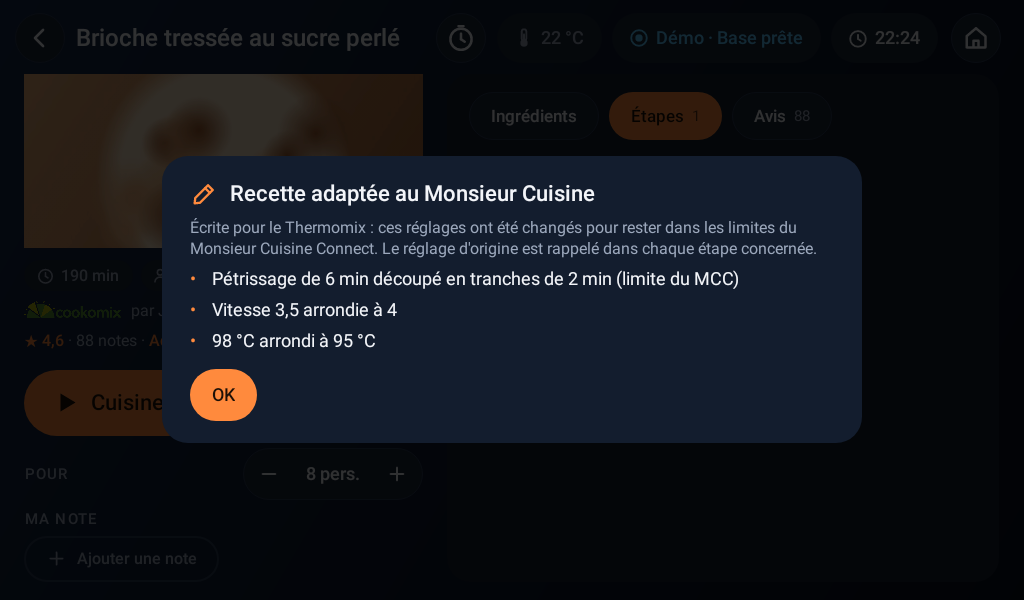 Brioche tressée au sucre perlé
22 °C
Démo · Base prête
22:24
Ingrédients
Étapes 1
Avis 88
Recette adaptée au Monsieur Cuisine
Écrite pour le Thermomix : ces réglages ont été changés pour rester dans les limites du
Monsieur Cuisine Connect. Le réglage d'origine est rappelé dans chaque étape concernée.
• Pétrissage de 6 min découpé en tranches de 2 min (limite du MCC)
• Vitesse 3,5 arrondie à 4
• 98 °C arrondi à 95 °C
OK
190 min
cookomix par
★ 4,6 · 88 notes ·
Cuisine
POUR
− 8 pers. +
MA NOTE
+ Ajouter une note